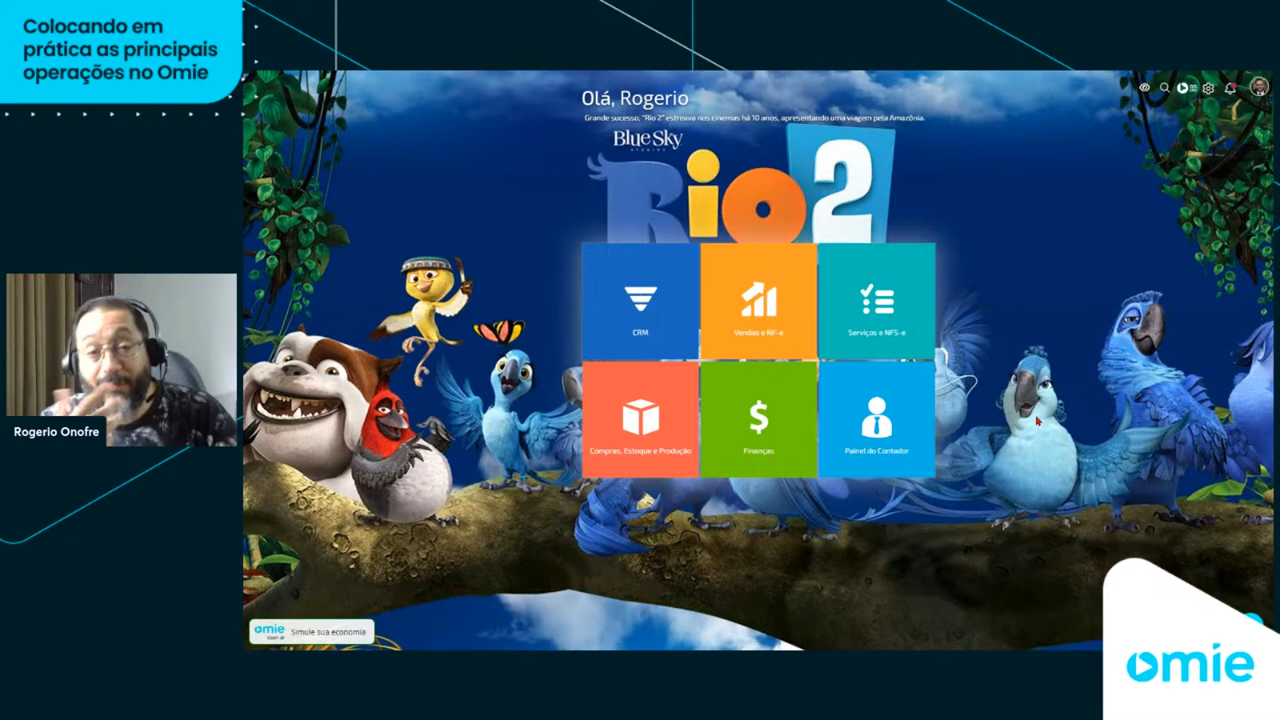 Colocando em
prática as principais
operações no Omie
Olá, Rogerio
Grande sucesso, "Rio 2" estreava nos cinemas há 10 anos, apresentando uma viagem pela Amazônia.
Blue Sky
STUDIOS
Rio 2
CRM
Vendas e NF-e
Serviços e NFS-e
Compras, Estoque e Produção
Finanças
Painel do Contador
Rogerio Onofre
omie
Simule sua economia
omie